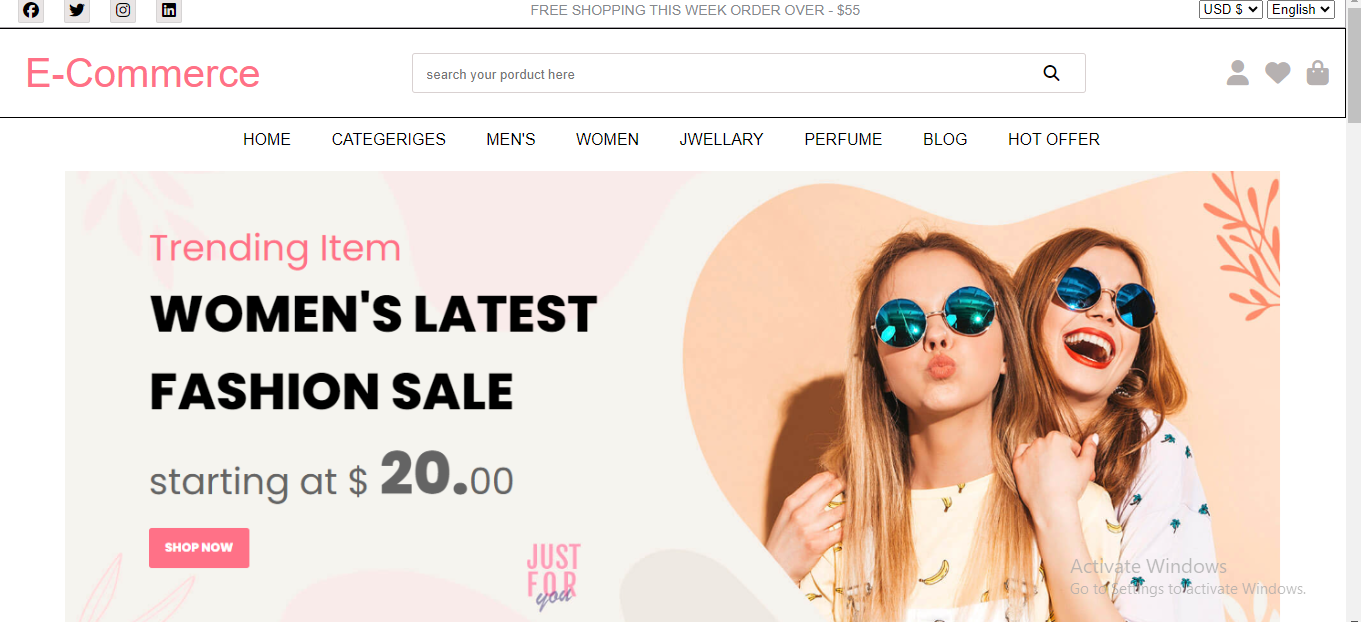 FREE SHOPPING THIS WEEK ORDER OVER - $55
USD $
English
E-Commerce
search your porduct here
HOME
CATEGERIGES
MEN'S
WOMEN
JWELLARY
PERFUME
BLOG
HOT OFFER
Trending Item
WOMEN'S LATEST
FASHION SALE
starting at $ 20.00
SHOP NOW
JUST
FOR
you
Activate Windows
Go to Settings to activate Windows.